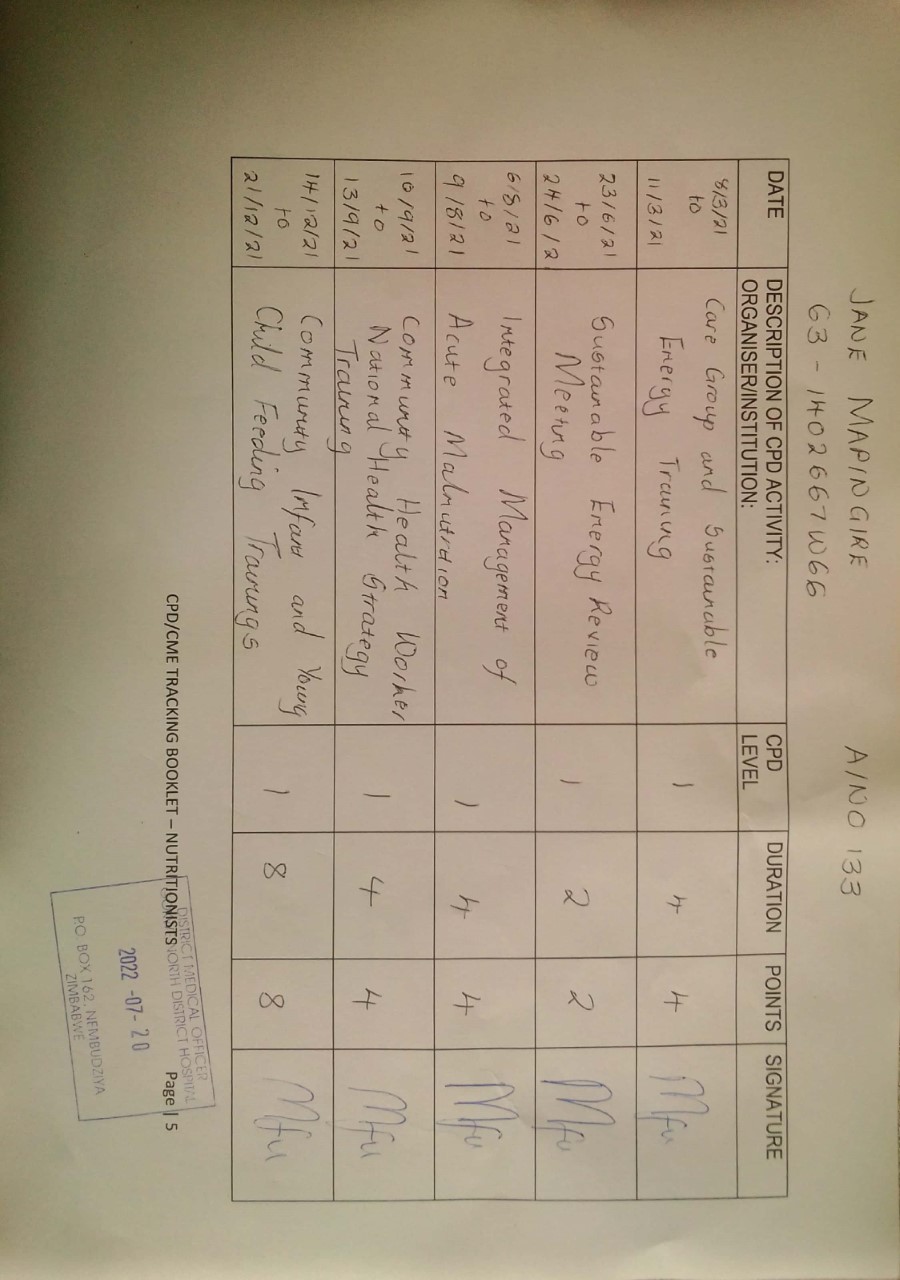 JANE MAPINGIRE A/NO 133
63-1402667W66
DATE DESCRIPTION OF CPD ACTIVITY: CPD DURATION POINTS SIGNATURE
ORGANISER/INSTITUTION: LEVEL
8/3/21 Care Group and Sustainable
to
11/3/21 Energy Training 1 4 4
23/6/21 Sustainable Energy Review
to Meeting 1 2 2
24/6/2
6/8/21 Integrated Management of
to
9/8/21 Acute Malnutrition 1 4 4
10/9/21 Community Health Worker
to National Health Strategy 1 4 4
13/9/21 Training
14/12/21 Community Infant and Young
to
21/12/21 Child Feeding Trainings 1 8 8
CPD/CME TRACKING BOOKLET – NUTRITIONISTS Page | 5
DISTRICT MEDICAL OFFICER
NORTH DISTRICT HOSPITAL
2022 -07- 20
P.O. BOX 162, NEMBUDZIYA
ZIMBABWE